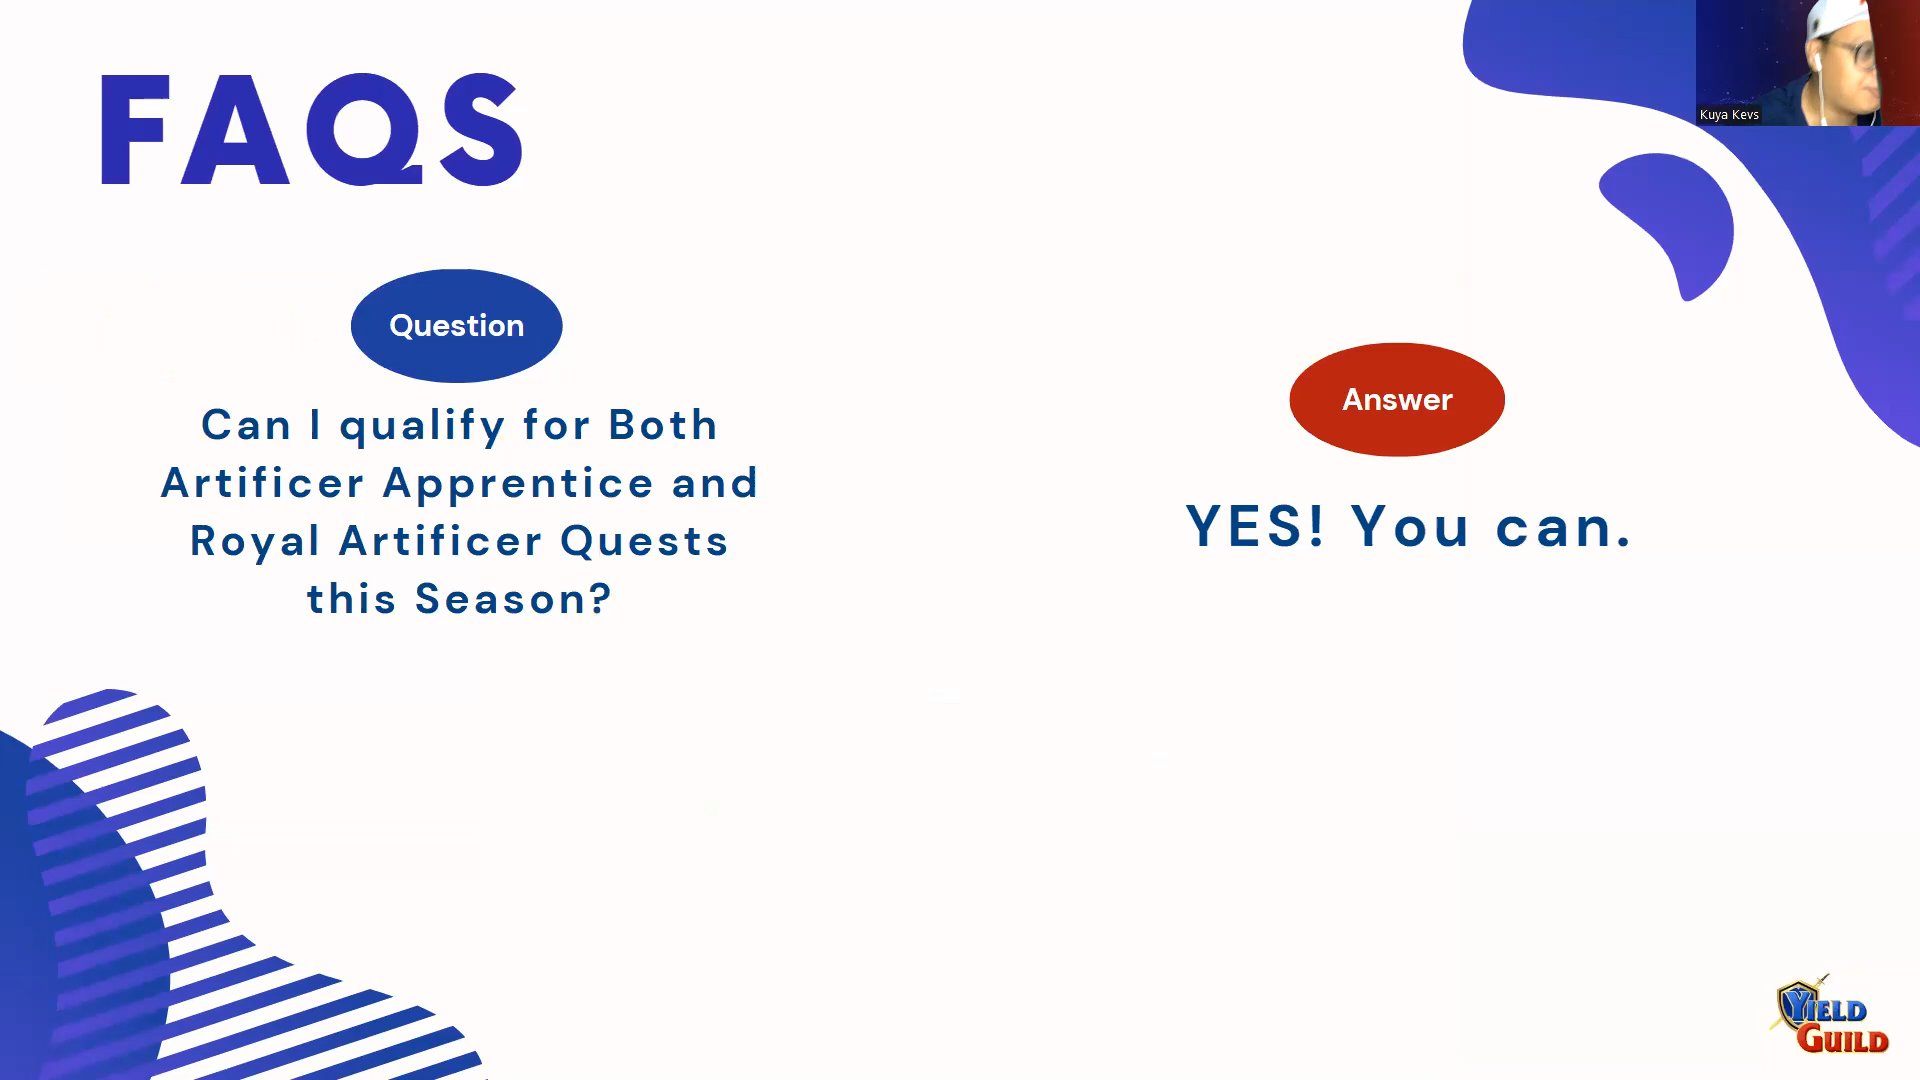 FAQS
Kuya Kevs
Question
Can I qualify for Both
Artificer Apprentice and
Royal Artificer Quests
this Season?
Answer
YES! You can.
YIELD
GUILD